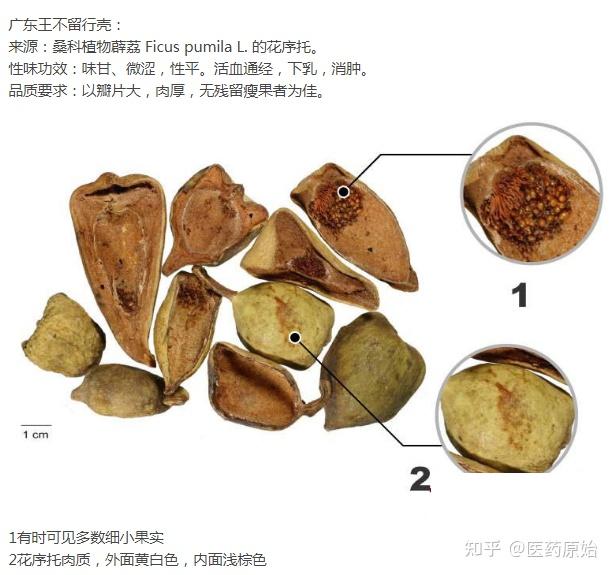 广东王不留行壳：
来源：桑科植物薜荔 Ficus pumila L. 的花序托。
性味功效：味甘、微涩，性平。活血通经，下乳，消肿。
品质要求：以瓣片大，肉厚，无残留瘦果者为佳。
1
1 cm
2
1有时可见多数细小果实
2花序托肉质，外面黄白色，内面浅棕色
知乎 @医药原始